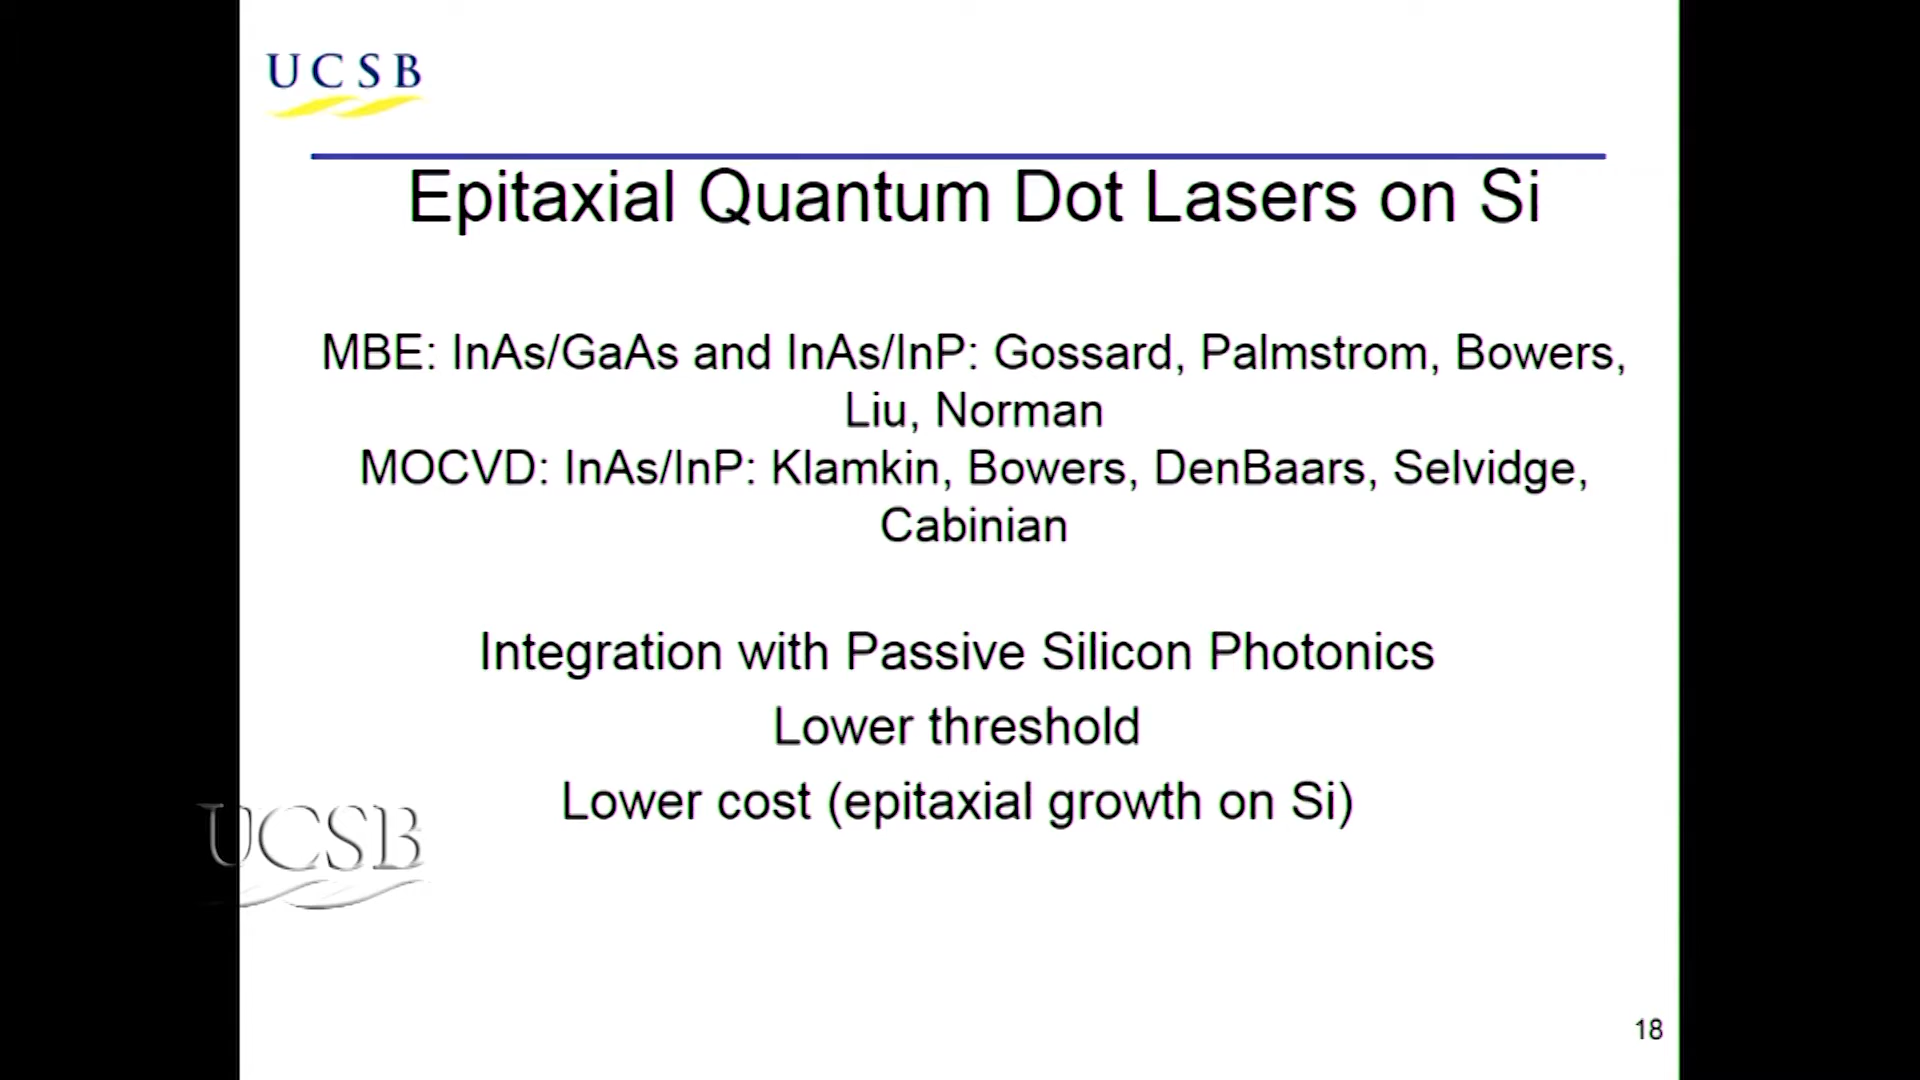 UCSB
Epitaxial Quantum Dot Lasers on Si
MBE: InAs/GaAs and InAs/InP: Gossard, Palmstrom, Bowers,
Liu, Norman
MOCVD: InAs/InP: Klamkin, Bowers, DenBaars, Selvidge,
Cabinian
Integration with Passive Silicon Photonics
Lower threshold
Lower cost (epitaxial growth on Si)
UCSB
18